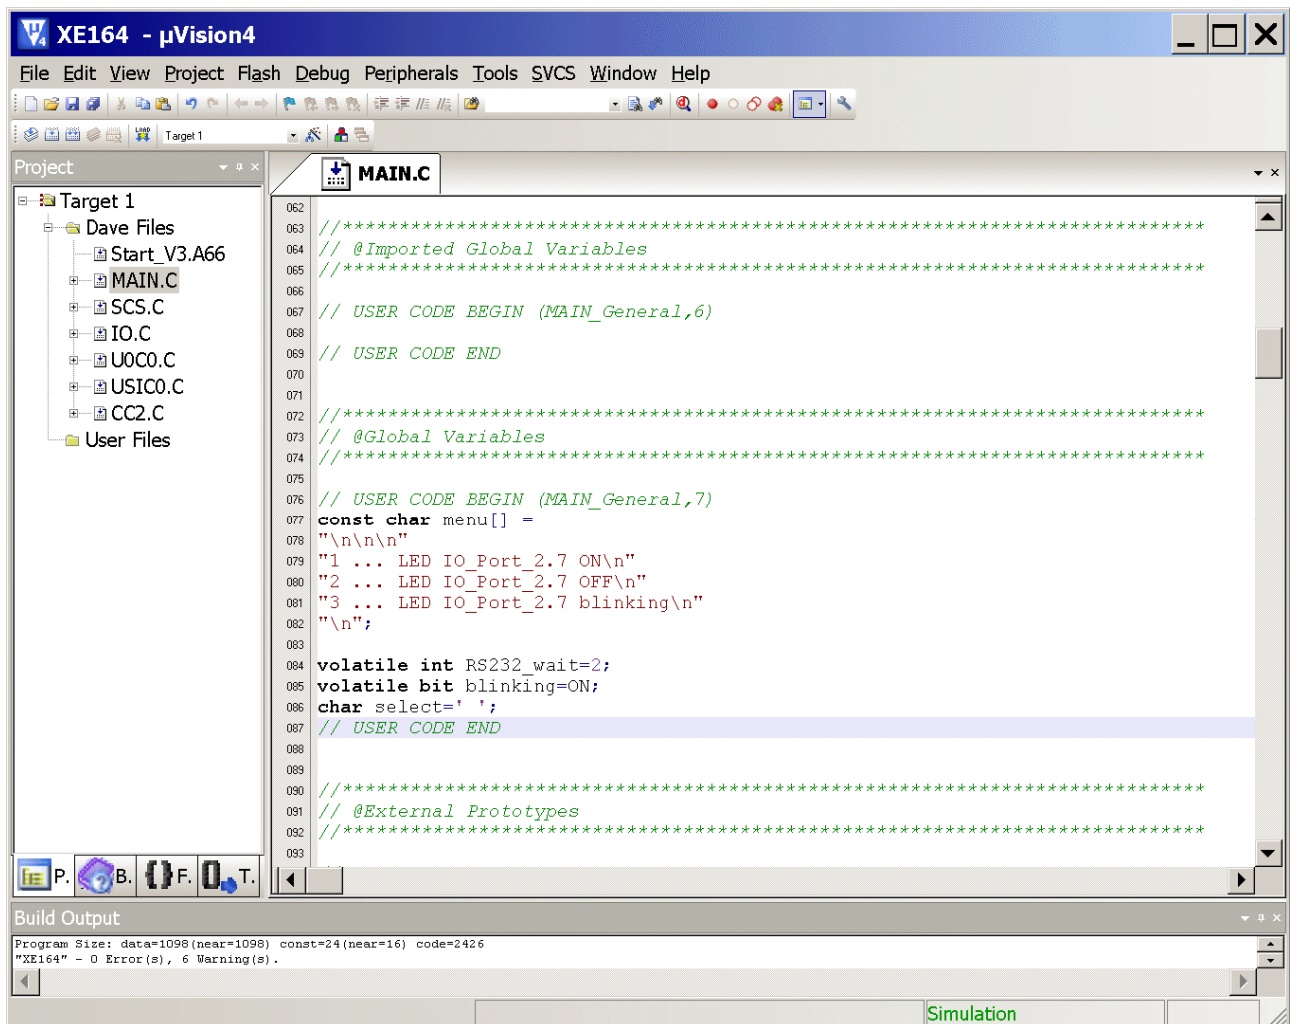 XE164 - µVision4
File Edit View Project Flash Debug Peripherals Tools SVCS Window Help
LOAD Target 1
Project
MAIN.C
Target 1
Dave Files
Start_V3.A66
MAIN.C
SCS.C
IO.C
U0C0.C
USIC0.C
CC2.C
User Files
P. B. F. T.
062
063 //****************************************************************************
064 // @Imported Global Variables
065 //****************************************************************************
066
067 // USER CODE BEGIN (MAIN_General,6)
068
069 // USER CODE END
070
071
072 //****************************************************************************
073 // @Global Variables
074 //****************************************************************************
075
076 // USER CODE BEGIN (MAIN_General,7)
077 const char menu[] =
078 "\n\n\n"
079 "1 ... LED IO_Port_2.7 ON\n"
080 "2 ... LED IO_Port_2.7 OFF\n"
081 "3 ... LED IO_Port_2.7 blinking\n"
082 "\n";
083
084 volatile int RS232_wait=2;
085 volatile bit blinking=ON;
086 char select=' ';
087 // USER CODE END
088
089
090 //****************************************************************************
091 // @External Prototypes
092 //****************************************************************************
093
Build Output
Program Size: data=1098(near=1098) const=24(near=16) code=2426
"XE164" - 0 Error(s), 6 Warning(s).
Simulation